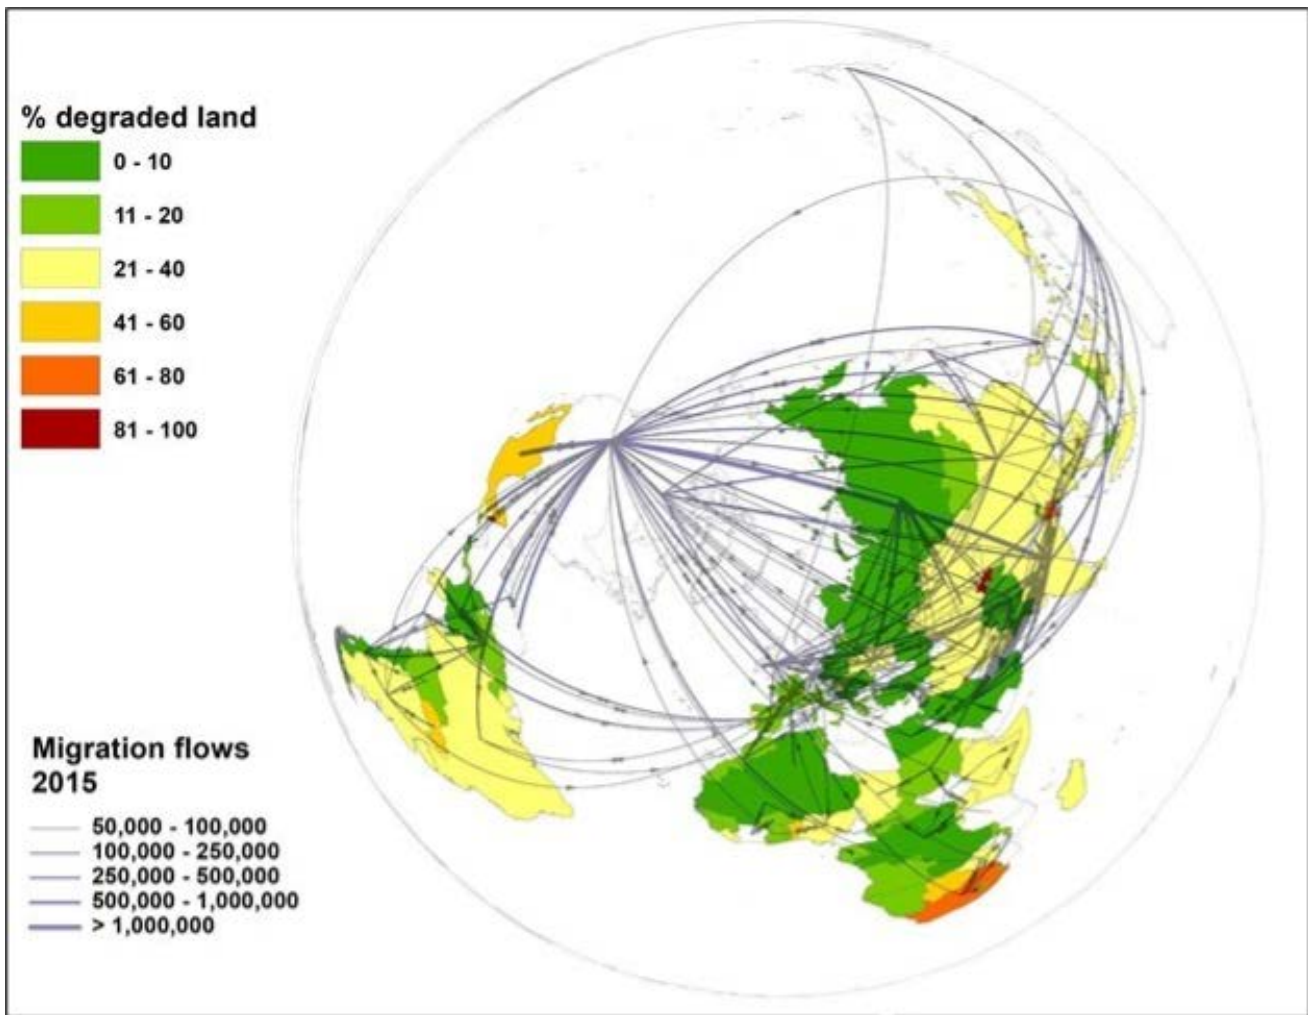 % degraded land
0 - 10
11 - 20
21 - 40
41 - 60
61 - 80
81 - 100
Migration flows
2015
50,000 - 100,000
100,000 - 250,000
250,000 - 500,000
500,000 - 1,000,000
> 1,000,000